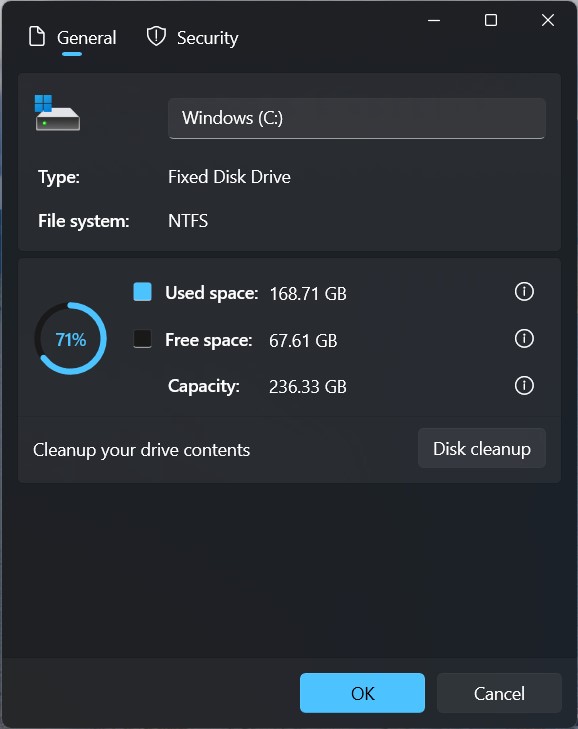 General Security
Windows (C:)
Type: Fixed Disk Drive
File system: NTFS
Used space: 168.71 GB
71% Free space: 67.61 GB
Capacity: 236.33 GB
Cleanup your drive contents Disk cleanup
OK Cancel